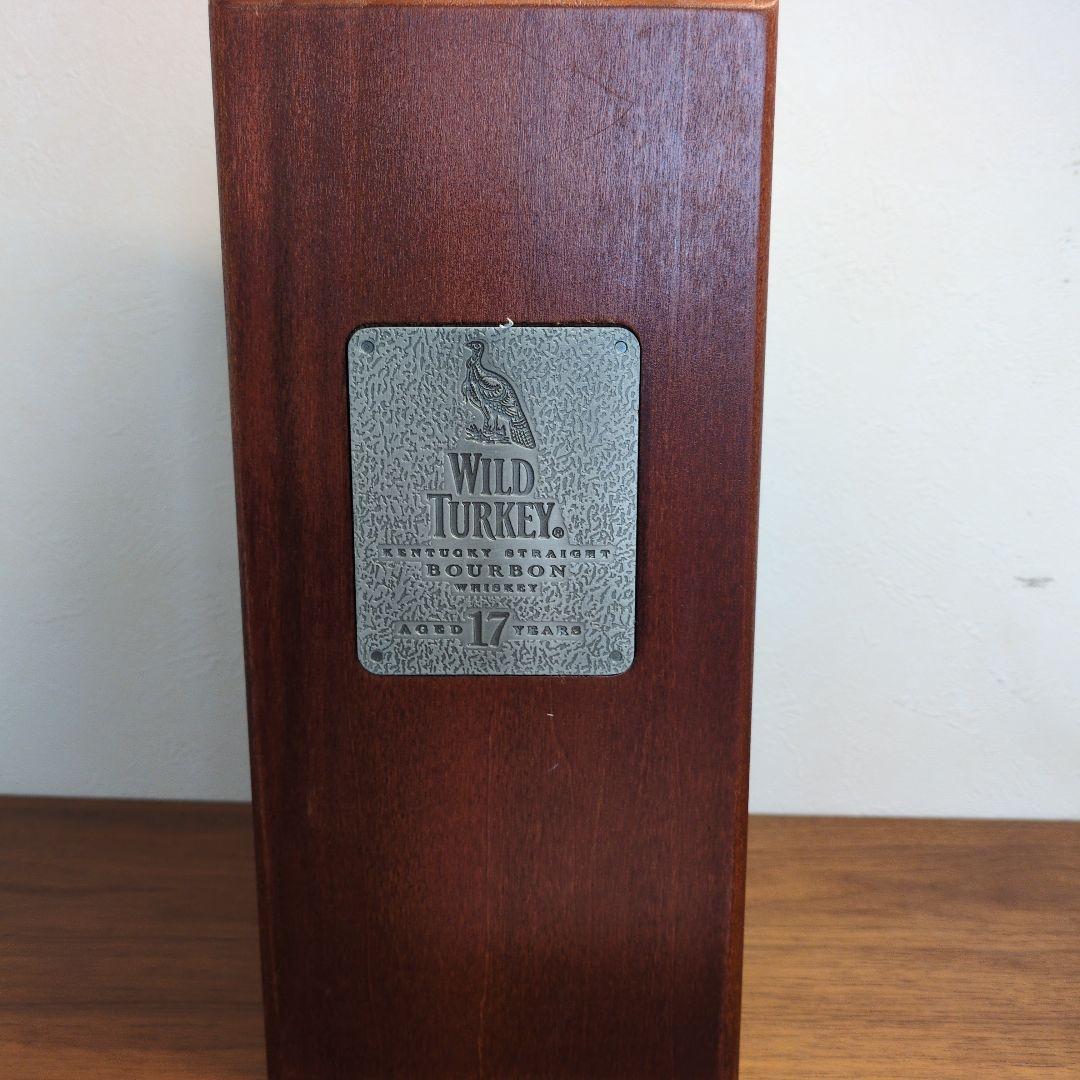 WILD
TURKEY®
KENTUCKY STRAIGHT
BOURBON
WHISKEY
AGED 17 YEARS